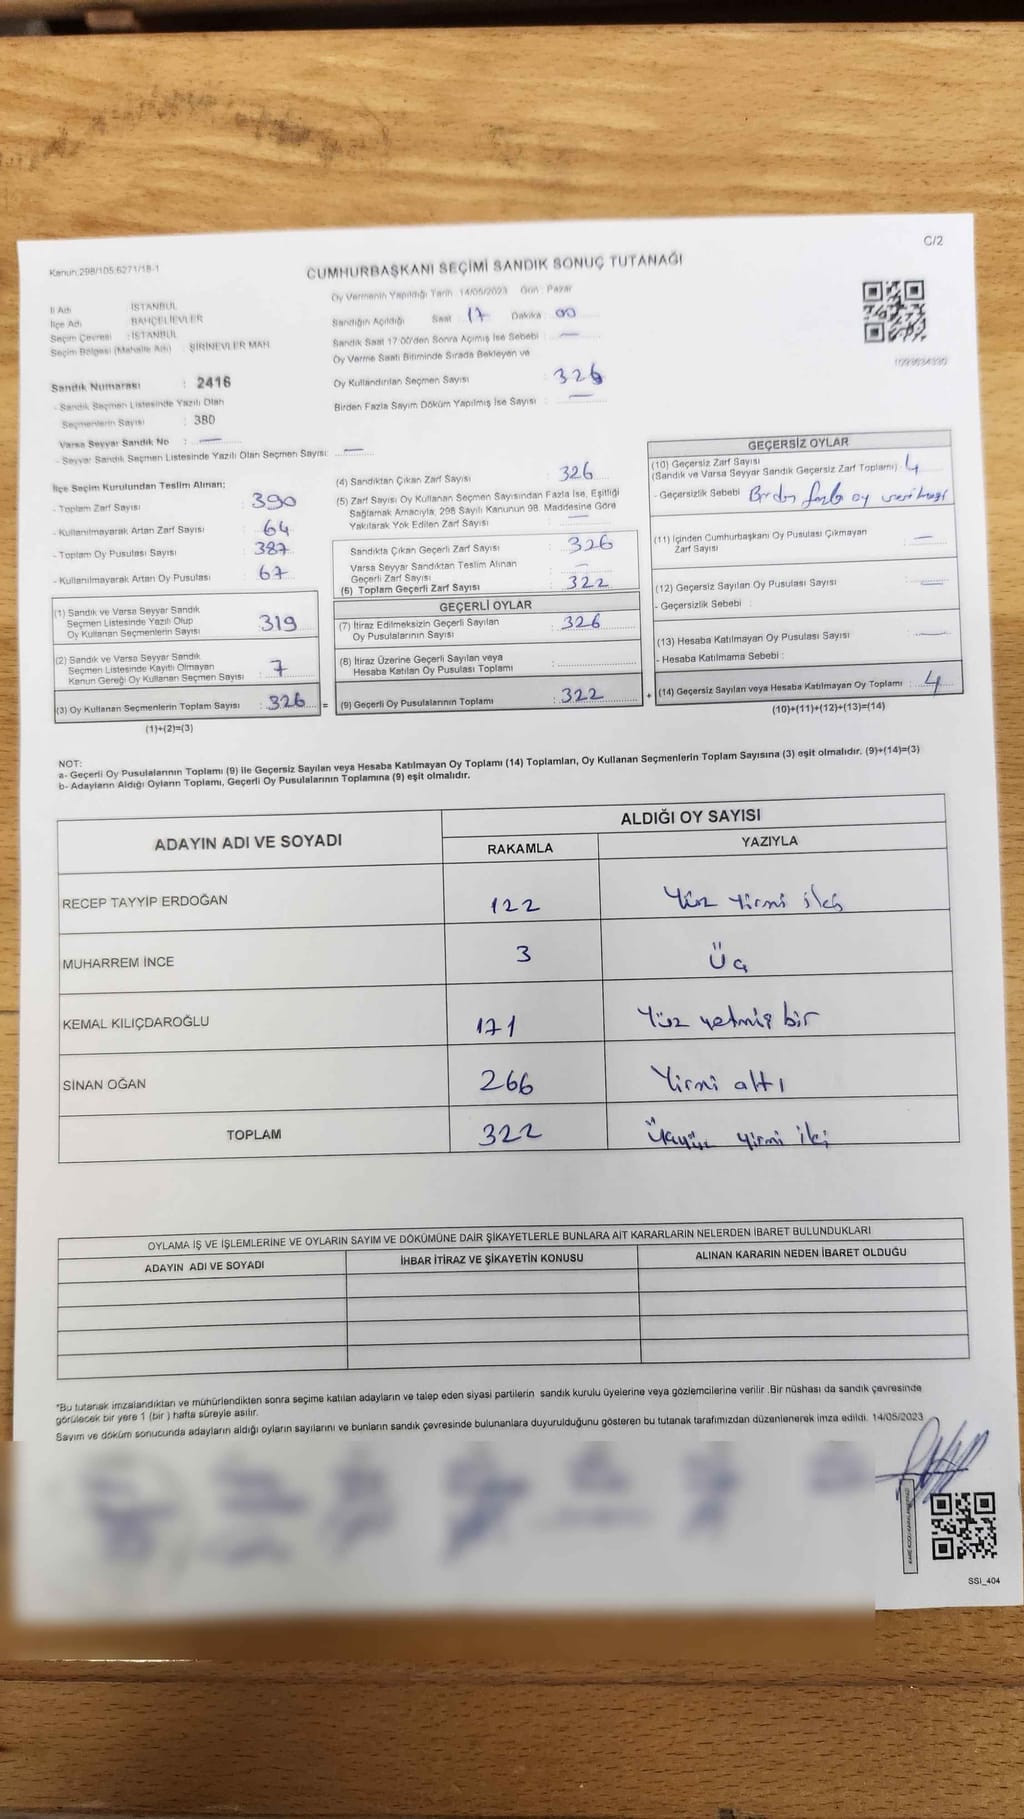 C/2
Kanun:298/105;6271/18-1
CUMHURBAŞKANI SEÇİMİ SANDIK SONUÇ TUTANAĞI
İl Adı : İSTANBUL
İlçe Adı : BAHÇELİEVLER
Seçim Çevresi : İSTANBUL
Seçim Bölgesi (Mahalle Adı) : ŞİRİNEVLER MAH
Sandık Numarası : 2416
- Sandık Seçmen Listesinde Yazılı Olan
Seçmenlerin Sayısı : 380
Varsa Seyyar Sandık No : —
- Seyyar Sandık Seçmen Listesinde Yazılı Olan Seçmen Sayısı: —
Oy Vermenin Yapıldığı Tarih : 14/05/2023 Gün : Pazar
Sandığın Açıldığı Saat : 17 Dakika : 00
Sandık Saat 17:00'den Sonra Açımış İse Sebebi : —
Oy Verme Saati Bitiminde Sırada Bekleyen ve
Oy Kullandırılan Seçmen Sayısı : 326
Birden Fazla Sayım Döküm Yapılmış İse Sayısı : —
1093634330
İlçe Seçim Kurulundan Teslim Alınan;
- Toplam Zarf Sayısı : 390
- Kullanılmayarak Artan Zarf Sayısı : 64
- Toplam Oy Pusulası Sayısı : 387
- Kullanılmayarak Artan Oy Pusulası : 67
(1) Sandık ve Varsa Seyyar Sandık
Seçmen Listesinde Yazılı Olup
Oy Kullanan Seçmenlerin Sayısı : 319
(2) Sandık ve Varsa Seyyar Sandık
Seçmen Listesinde Kayıtlı Olmayan
Kanun Gereği Oy Kullanan Seçmen Sayısı : 7
(3) Oy Kullanan Seçmenlerin Toplam Sayısı : 326 =
(1)+(2)=(3)
(4) Sandıktan Çıkan Zarf Sayısı : 326
(5) Zarf Sayısı Oy Kullanan Seçmen Sayısından Fazla İse, Eşitliği
Sağlamak Amacıyla, 298 Sayılı Kanunun 98. Maddesine Göre
Yakılarak Yok Edilen Zarf Sayısı : —
Sandıkta Çıkan Geçerli Zarf Sayısı : 326
Varsa Seyyar Sandıktan Teslim Alınan
Geçerli Zarf Sayısı : —
(6) Toplam Geçerli Zarf Sayısı : 322
GEÇERLİ OYLAR
(7) İtiraz Edilmeksizin Geçerli Sayılan
Oy Pusulalarının Sayısı : 326
(8) İtiraz Üzerine Geçerli Sayılan veya
Hesaba Katılan Oy Pusulası Toplamı :
(9) Geçerli Oy Pusulalarının Toplamı : 322 +
GEÇERSİZ OYLAR
(10) Geçersiz Zarf Sayısı
(Sandık ve Varsa Seyyar Sandık Geçersiz Zarf Toplamı) : 4
- Geçersizlik Sebebi : Birden fazla oy verilmesi
(11) İçinden Cumhurbaşkanı Oy Pusulası Çıkmayan
Zarf Sayısı : —
(12) Geçersiz Sayılan Oy Pusulası Sayısı : —
- Geçersizlik Sebebi :
(13) Hesaba Katılmayan Oy Pusulası Sayısı : —
- Hesaba Katılmama Sebebi :
(14) Geçersiz Sayılan veya Hesaba Katılmayan Oy Toplamı : 4
(10)+(11)+(12)+(13)=(14)
NOT:
a- Geçerli Oy Pusulalarının Toplamı (9) ile Geçersiz Sayılan veya Hesaba Katılmayan Oy Toplamı (14) Toplamları, Oy Kullanan Seçmenlerin Toplam Sayısına (3) eşit olmalıdır. (9)+(14)=(3)
b- Adayların Aldığı Oyların Toplamı, Geçerli Oy Pusulalarının Toplamına (9) eşit olmalıdır.
ADAYIN ADI VE SOYADI ALDIĞI OY SAYISI
RAKAMLA YAZIYLA
RECEP TAYYİP ERDOĞAN 122 Yüz Yirmi iki
MUHARREM İNCE 3 Üç
KEMAL KILIÇDAROĞLU 171 Yüz yetmiş bir
SİNAN OĞAN 266 Yirmi altı
TOPLAM 322 Üçyüz yirmi iki
OYLAMA İŞ VE İŞLEMLERİNE VE OYLARIN SAYIM VE DÖKÜMÜNE DAİR ŞİKAYETLERLE BUNLARA AİT KARARLARIN NELERDEN İBARET BULUNDUKLARI
ADAYIN ADI VE SOYADI İHBAR İTİRAZ VE ŞİKAYETİN KONUSU ALINAN KARARIN NEDEN İBARET OLDUĞU
*Bu tutanak imzalandıktan ve mühürlendikten sonra seçime katılan adayların ve talep eden siyasi partilerin sandık kurulu üyelerine veya gözlemcilerine verilir .Bir nüshası da sandık çevresinde
görülecek bir yere 1 (bir ) hafta süreyle asılır.
Sayım ve döküm sonucunda adayların aldığı oyların sayılarını ve bunların sandık çevresinde bulunanlara duyurulduğunu gösteren bu tutanak tarafımızdan düzenlenerek imza edildi. 14/05/2023
SSI_404